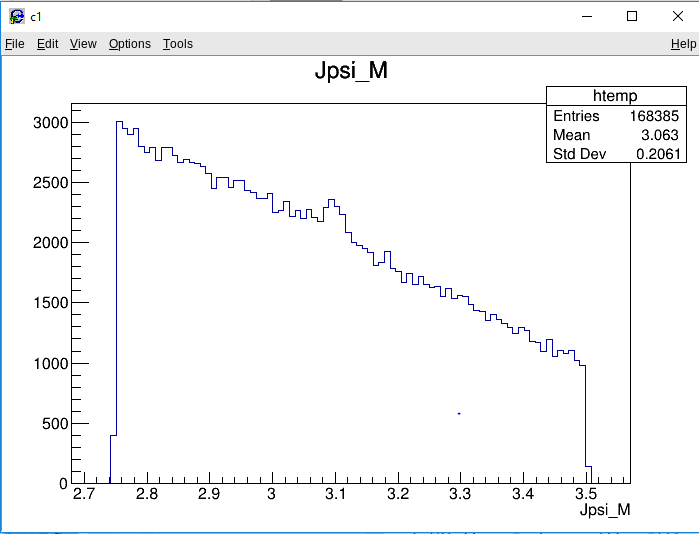 c1
File Edit View Options Tools Help
Jpsi_M
htemp
Entries 168385
Mean 3.063
Std Dev 0.2061
3000
2500
2000
1500
1000
500
0
2.7 2.8 2.9 3 3.1 3.2 3.3 3.4 3.5
Jpsi_M